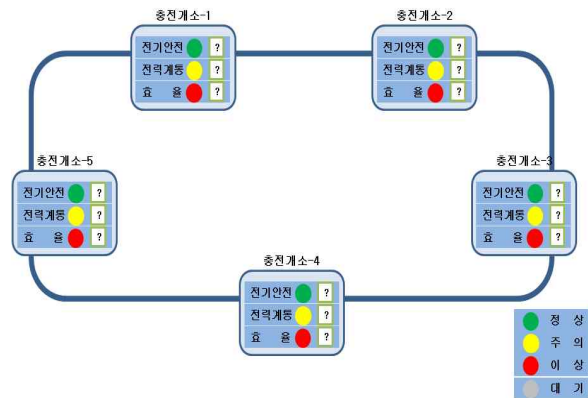 충전개소-1
전기안전 ?
전력계통 ?
효 율 ?
충전개소-2
전기안전 ?
전력계통 ?
효 율 ?
충전개소-5
전기안전 ?
전력계통 ?
효 율 ?
충전개소-3
전기안전 ?
전력계통 ?
효 율 ?
충전개소-4
전기안전 ?
전력계통 ?
효 율 ?
정 상
주 의
이 상
대 기